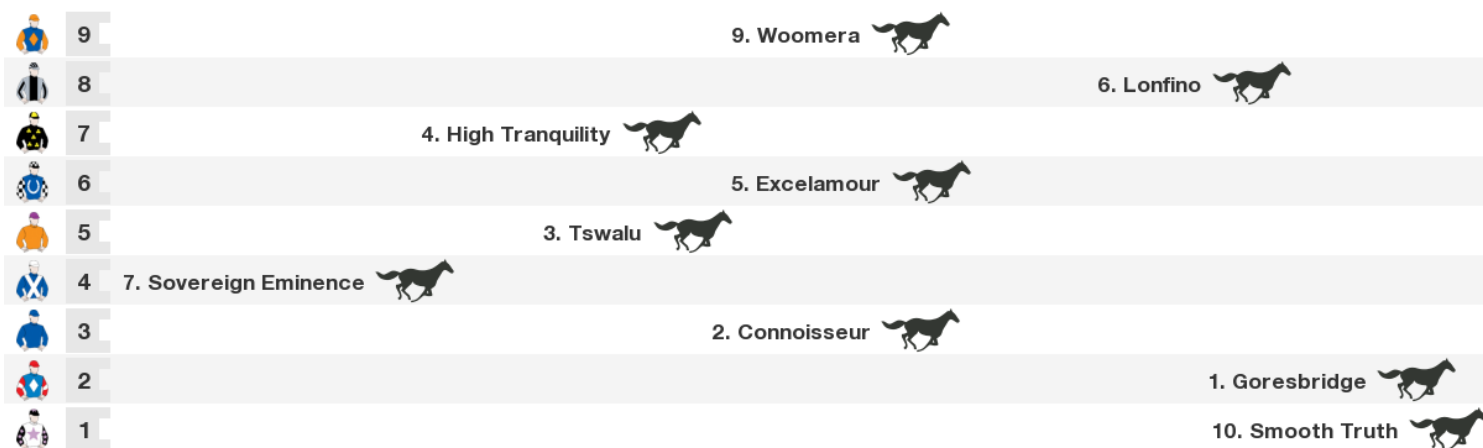 9 9. Woomera
8 6. Lonfino
7 4. High Tranquility
6 5. Excelamour
5 3. Tswalu
4 7. Sovereign Eminence
3 2. Connoisseur
2 1. Goresbridge
1 10. Smooth Truth